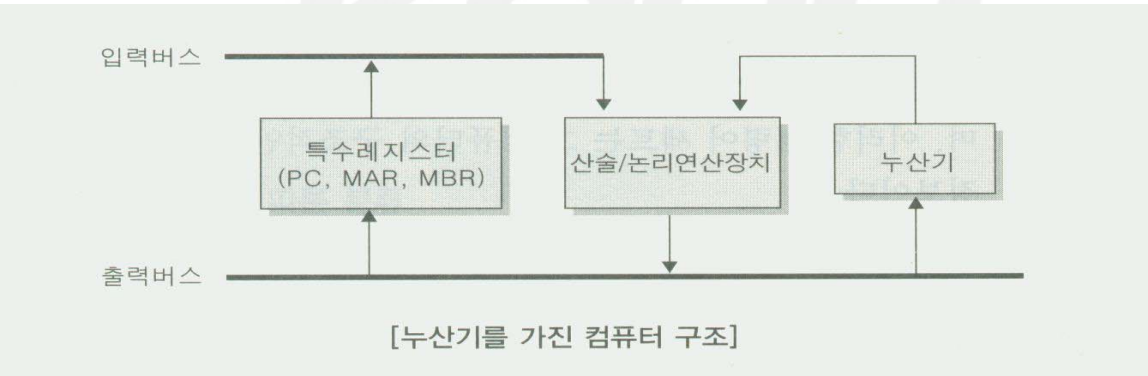 입력버스
특수레지스터
(PC, MAR, MBR)
산술/논리연산장치
누산기
출력버스
[누산기를 가진 컴퓨터 구조]